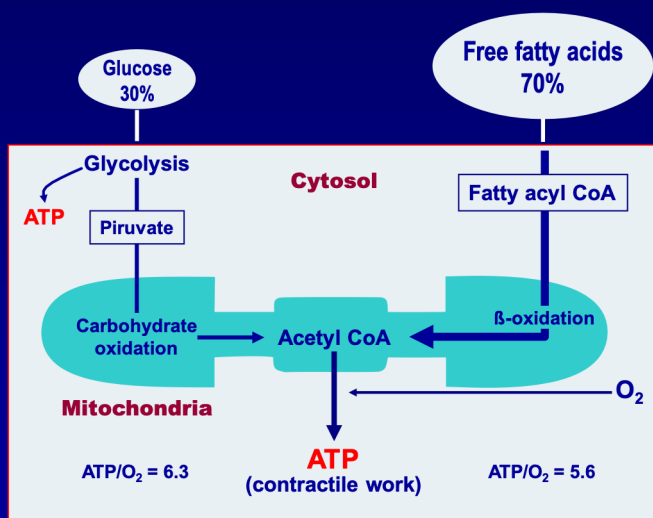 Glucose
30%
Free fatty acids
70%
Glycolysis
Cytosol
ATP
Piruvate
Fatty acyl CoA
Carbohydrate
oxidation
Acetyl CoA
ß-oxidation
Mitochondria
O₂
ATP
(contractile work)
ATP/O₂ = 6.3
ATP/O₂ = 5.6